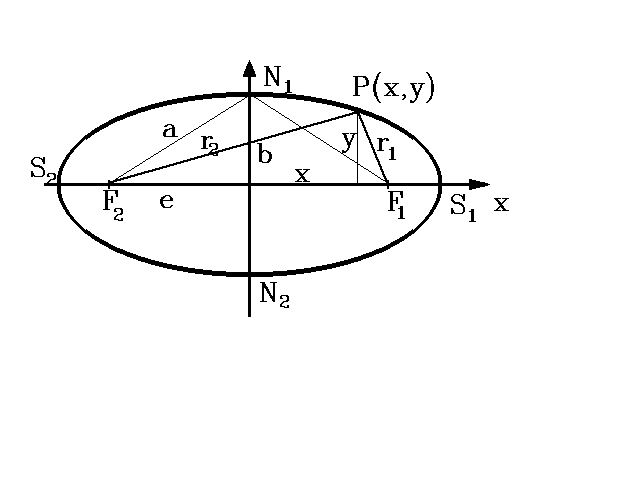 N₁
P(x,y)
a
r₂
b
y
r₁
x
S₂
F₂
e
F₁
S₁
x
N₂